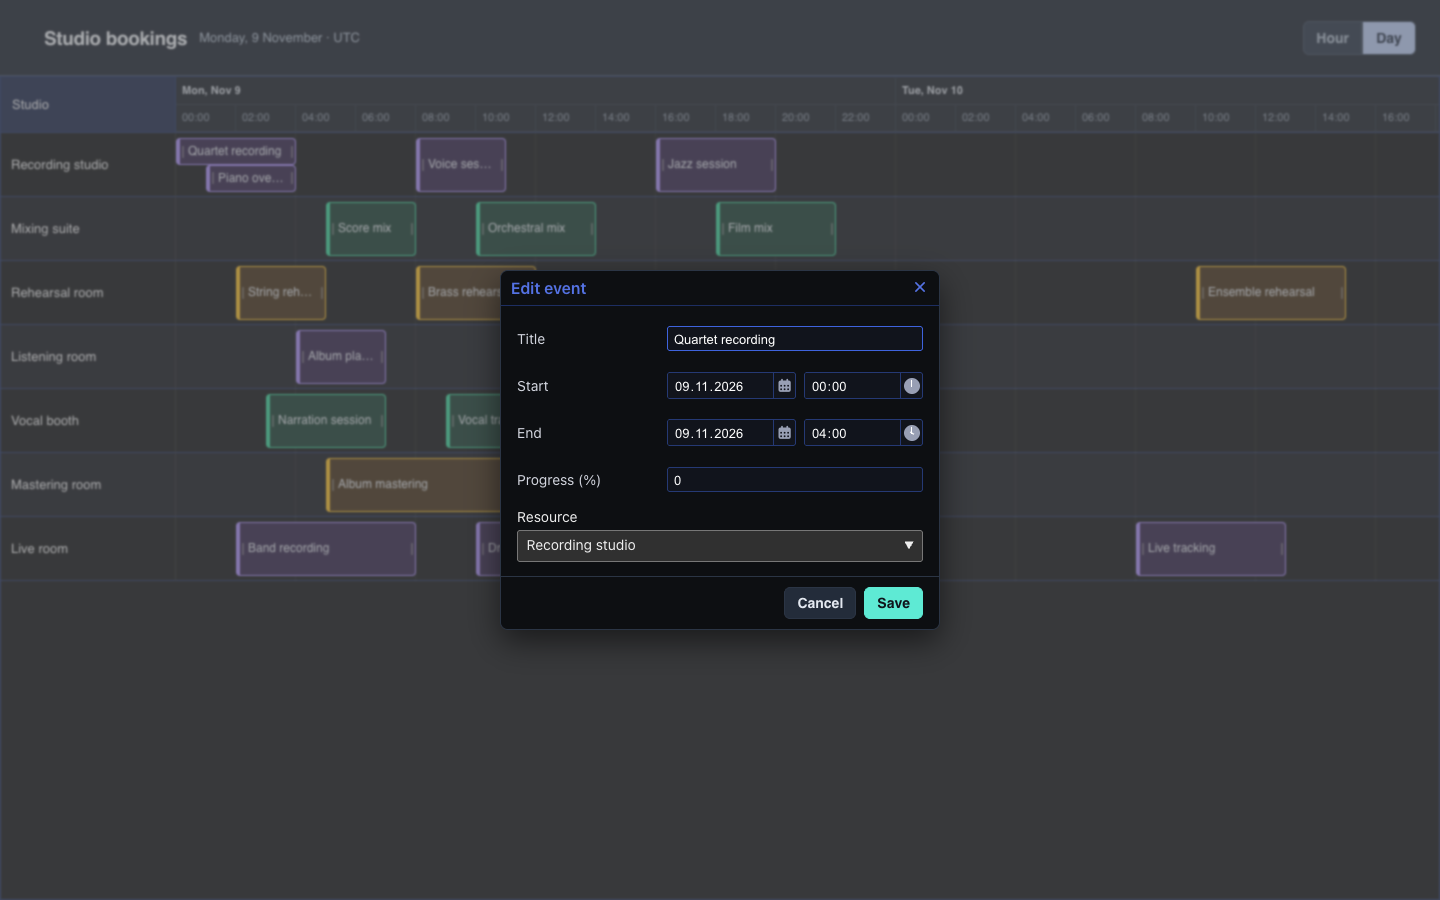 Studio bookings Monday, 9 November · UTC
Hour Day
Studio
Mon, Nov 9 Tue, Nov 10
00:00 02:00 04:00 06:00 08:00 10:00 12:00 14:00 16:00 18:00 20:00 22:00 00:00 02:00 04:00 06:00 08:00 10:00 12:00 14:00 16:00
Recording studio
Quartet recording
Piano ove...
Voice ses...
Jazz session
Mixing suite
Score mix
Orchestral mix
Film mix
Rehearsal room
String reh...
Brass
Ensemble rehearsal
Listening room
Album pla...
Vocal booth
Narration session
Vocal
Mastering room
Album mastering
Live room
Band recording
Live tracking
Edit event
Title
Quartet recording
Start
09.11.2026
00:00
End
09.11.2026
04:00
Progress (%)
0
Resource
Recording studio
Cancel Save